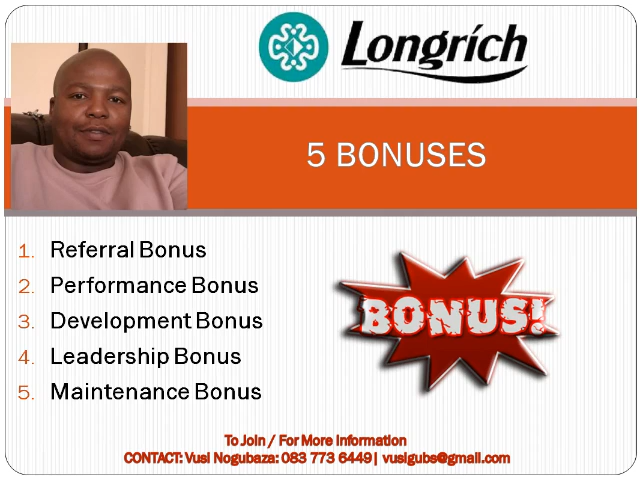 Longrích
5 BONUSES
1. Referral Bonus
2. Performance Bonus
3. Development Bonus
4. Leadership Bonus
5. Maintenance Bonus
BONUS!
To Join / For More Information
CONTACT: Vusi Nogubaza: 083 773 6449| vusigubs@gmail.com